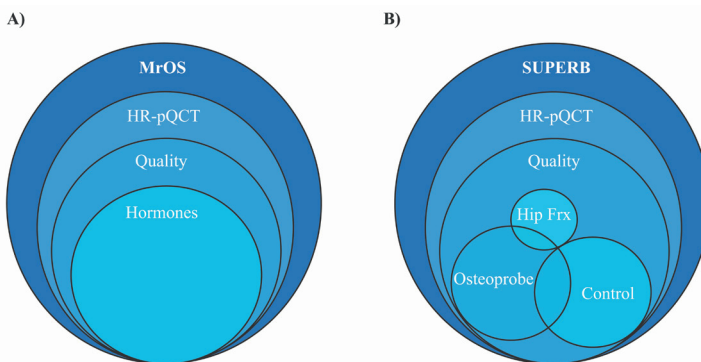 A)
MrOS
HR-pQCT
Quality
Hormones
B)
SUPERB
HR-pQCT
Quality
Hip Frx
Osteoprobe
Control